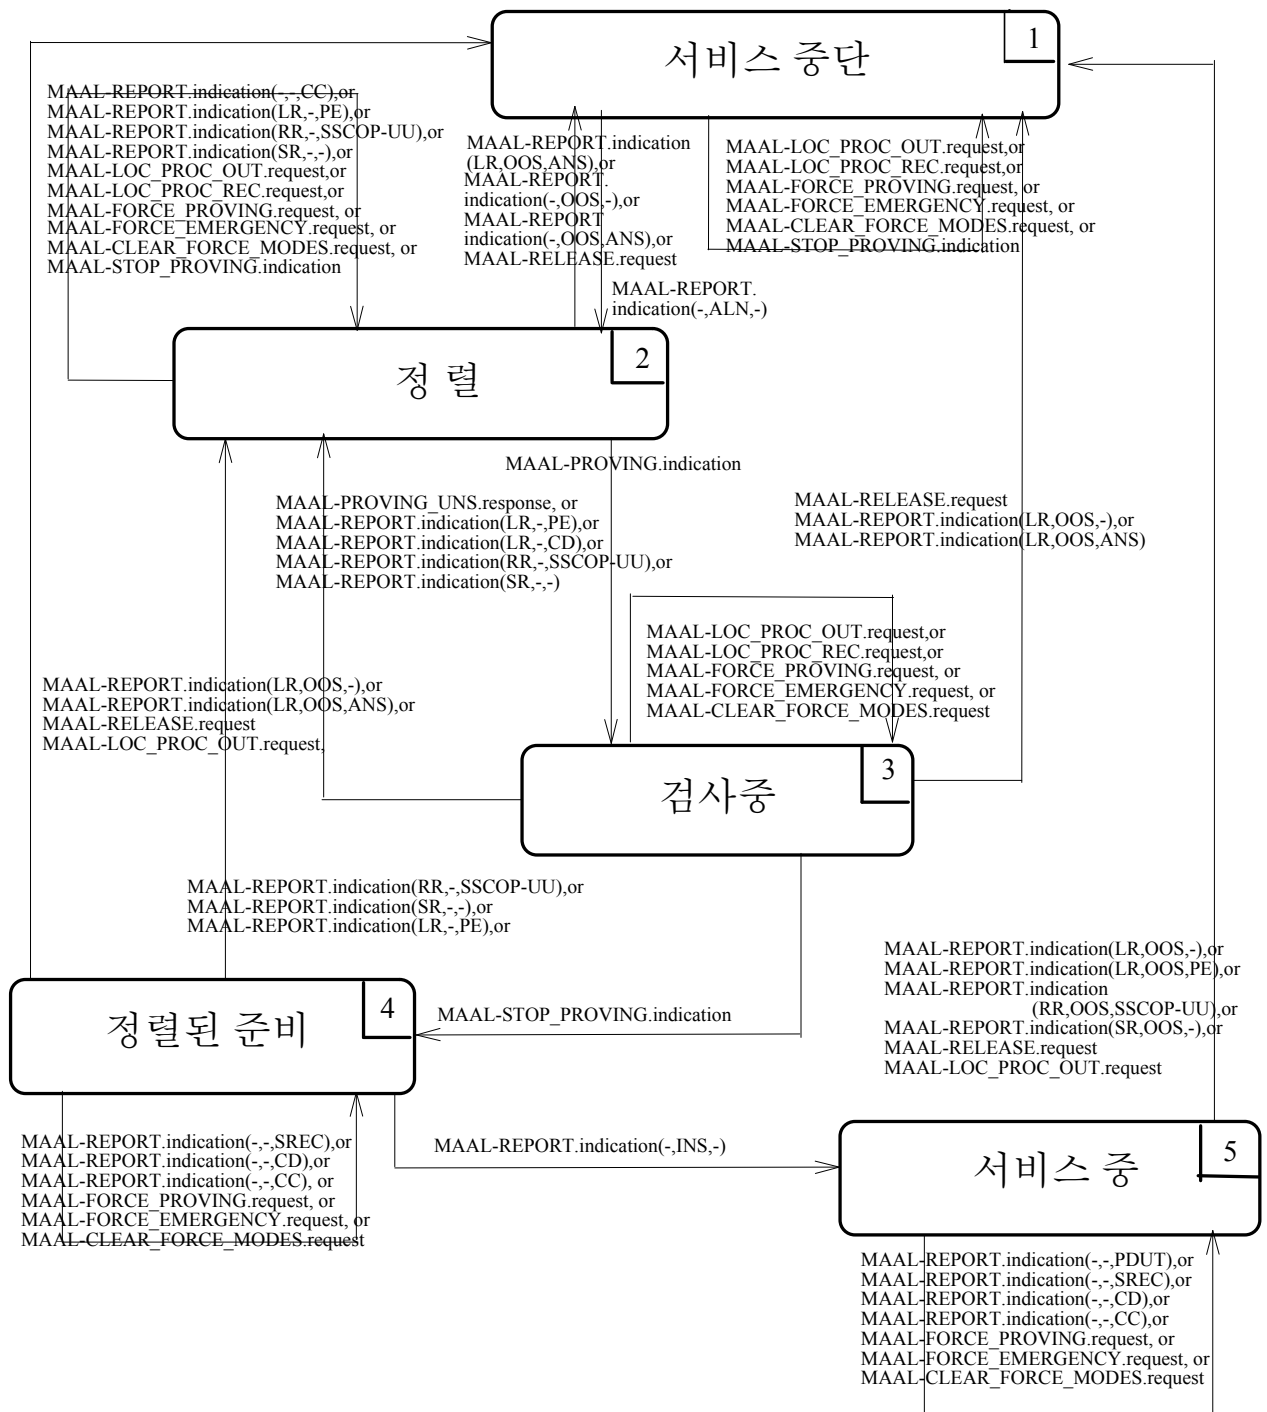 서비스 중단
1
MAAL-REPORT.indication(-,-,CC),or
MAAL-REPORT.indication(LR,-,PE),or
MAAL-REPORT.indication(RR,-,SSCOP-UU),or
MAAL-REPORT.indication(SR,-,-),or
MAAL-LOC_PROC_OUT.request,or
MAAL-LOC_PROC_REC.request,or
MAAL-FORCE_PROVING.request, or
MAAL-FORCE_EMERGENCY.request, or
MAAL-CLEAR_FORCE_MODES.request, or
MAAL-STOP_PROVING.indication
MAAL-REPORT.indication
(LR,OOS,ANS),or
MAAL-REPORT.
indication(-,OOS,-),or
MAAL-REPORT
indication(-,OOS,ANS),or
MAAL-RELEASE.request
MAAL-LOC_PROC_OUT.request,or
MAAL-LOC_PROC_REC.request,or
MAAL-FORCE_PROVING.request, or
MAAL-FORCE_EMERGENCY.request, or
MAAL-CLEAR_FORCE_MODES.request, or
MAAL-STOP_PROVING.indication
MAAL-REPORT.
indication(-,ALN,-)
정 렬
2
MAAL-PROVING.indication
MAAL-PROVING_UNS.response, or
MAAL-REPORT.indication(LR,-,PE),or
MAAL-REPORT.indication(LR,-,CD),or
MAAL-REPORT.indication(RR,-,SSCOP-UU),or
MAAL-REPORT.indication(SR,-,-)
MAAL-RELEASE.request
MAAL-REPORT.indication(LR,OOS,-),or
MAAL-REPORT.indication(LR,OOS,ANS)
MAAL-LOC_PROC_OUT.request,or
MAAL-LOC_PROC_REC.request,or
MAAL-FORCE_PROVING.request, or
MAAL-FORCE_EMERGENCY.request, or
MAAL-CLEAR_FORCE_MODES.request
MAAL-REPORT.indication(LR,OOS,-),or
MAAL-REPORT.indication(LR,OOS,ANS),or
MAAL-RELEASE.request
MAAL-LOC_PROC_OUT.request,
검사중
3
MAAL-REPORT.indication(RR,-,SSCOP-UU),or
MAAL-REPORT.indication(SR,-,-),or
MAAL-REPORT.indication(LR,-,PE),or
MAAL-REPORT.indication(LR,OOS,-),or
MAAL-REPORT.indication(LR,OOS,PE),or
MAAL-REPORT.indication
(RR,OOS,SSCOP-UU),or
MAAL-REPORT.indication(SR,OOS,-),or
MAAL-RELEASE.request
MAAL-LOC_PROC_OUT.request
정렬된 준비
4
MAAL-STOP_PROVING.indication
MAAL-REPORT.indication(-,-,SREC),or
MAAL-REPORT.indication(-,-,CD),or
MAAL-REPORT.indication(-,-,CC), or
MAAL-FORCE_PROVING.request, or
MAAL-FORCE_EMERGENCY.request, or
MAAL-CLEAR_FORCE_MODES.request
MAAL-REPORT.indication(-,INS,-)
서비스 중
5
MAAL-REPORT.indication(-,-,PDUT),or
MAAL-REPORT.indication(-,-,SREC),or
MAAL-REPORT.indication(-,-,CD),or
MAAL-REPORT.indication(-,-,CC),or
MAAL-FORCE_PROVING.request, or
MAAL-FORCE_EMERGENCY.request, or
MAAL-CLEAR_FORCE_MODES.request